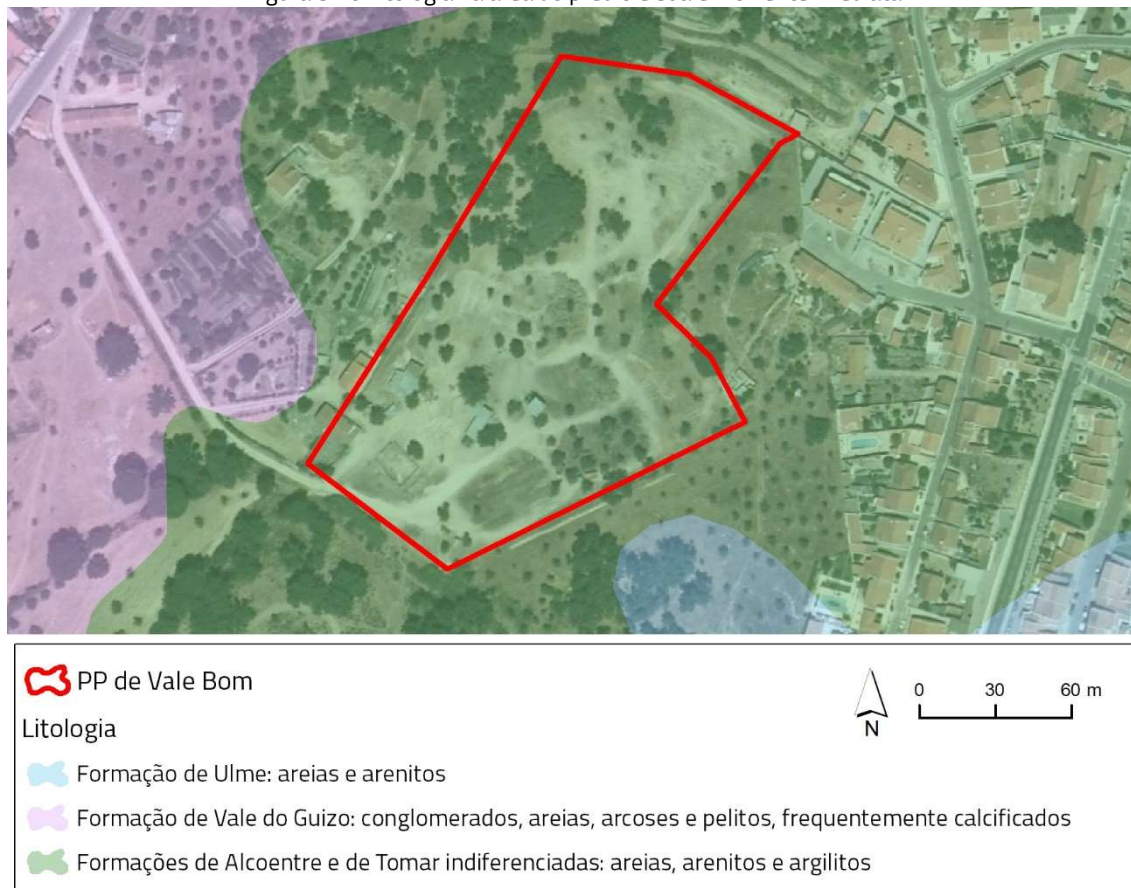 PP de Vale Bom
0 30 60 m
N
Litologia
Formação de Ulme: areias e arenitos
Formação de Vale do Guizo: conglomerados, areias, arcoses e pelitos, frequentemente calcificados
Formações de Alcoentre e de Tomar indiferenciadas: areias, arenitos e argilitos